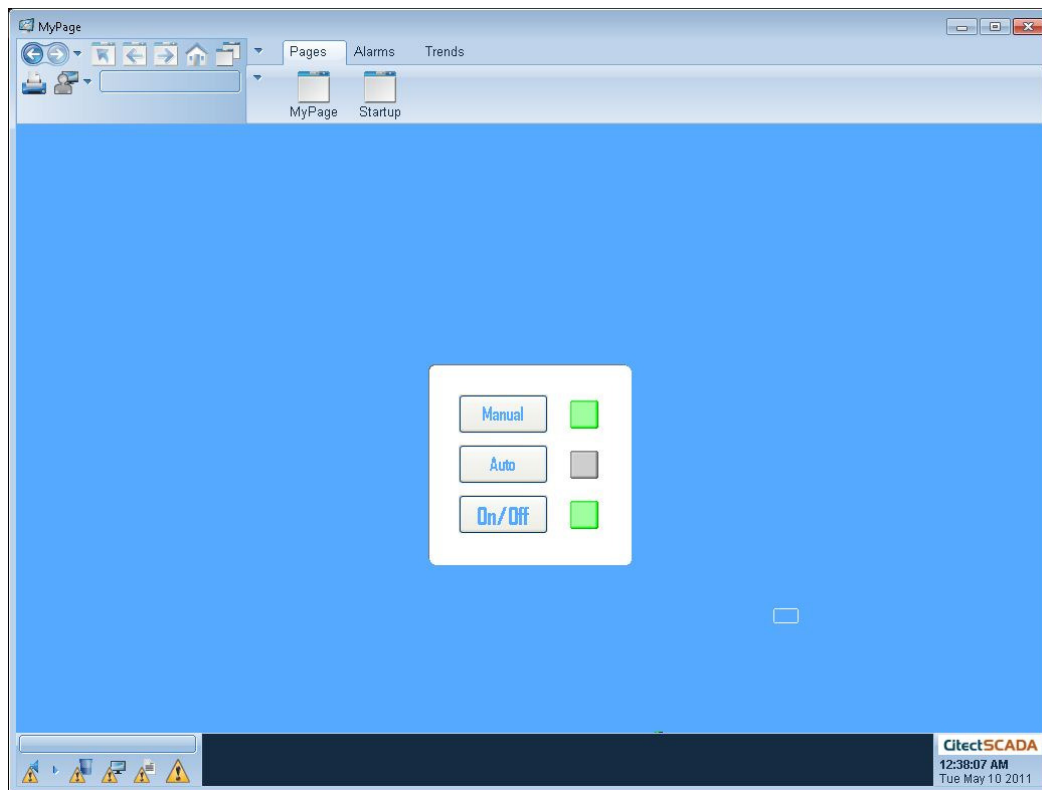 MyPage
Pages Alarms Trends
MyPage Startup
Manual
Auto
On/Off
CitectSCADA
12:38:07 AM
Tue May 10 2011